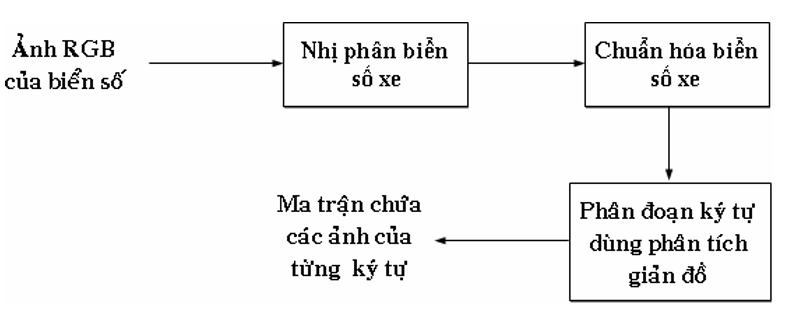 Ảnh RGB
của biển số
Nhị phân biển
số xe
Chuẩn hóa biển
số xe
Phân đoạn ký tự
dùng phân tích
giản đồ
Ma trận chứa
các ảnh của
từng ký tự